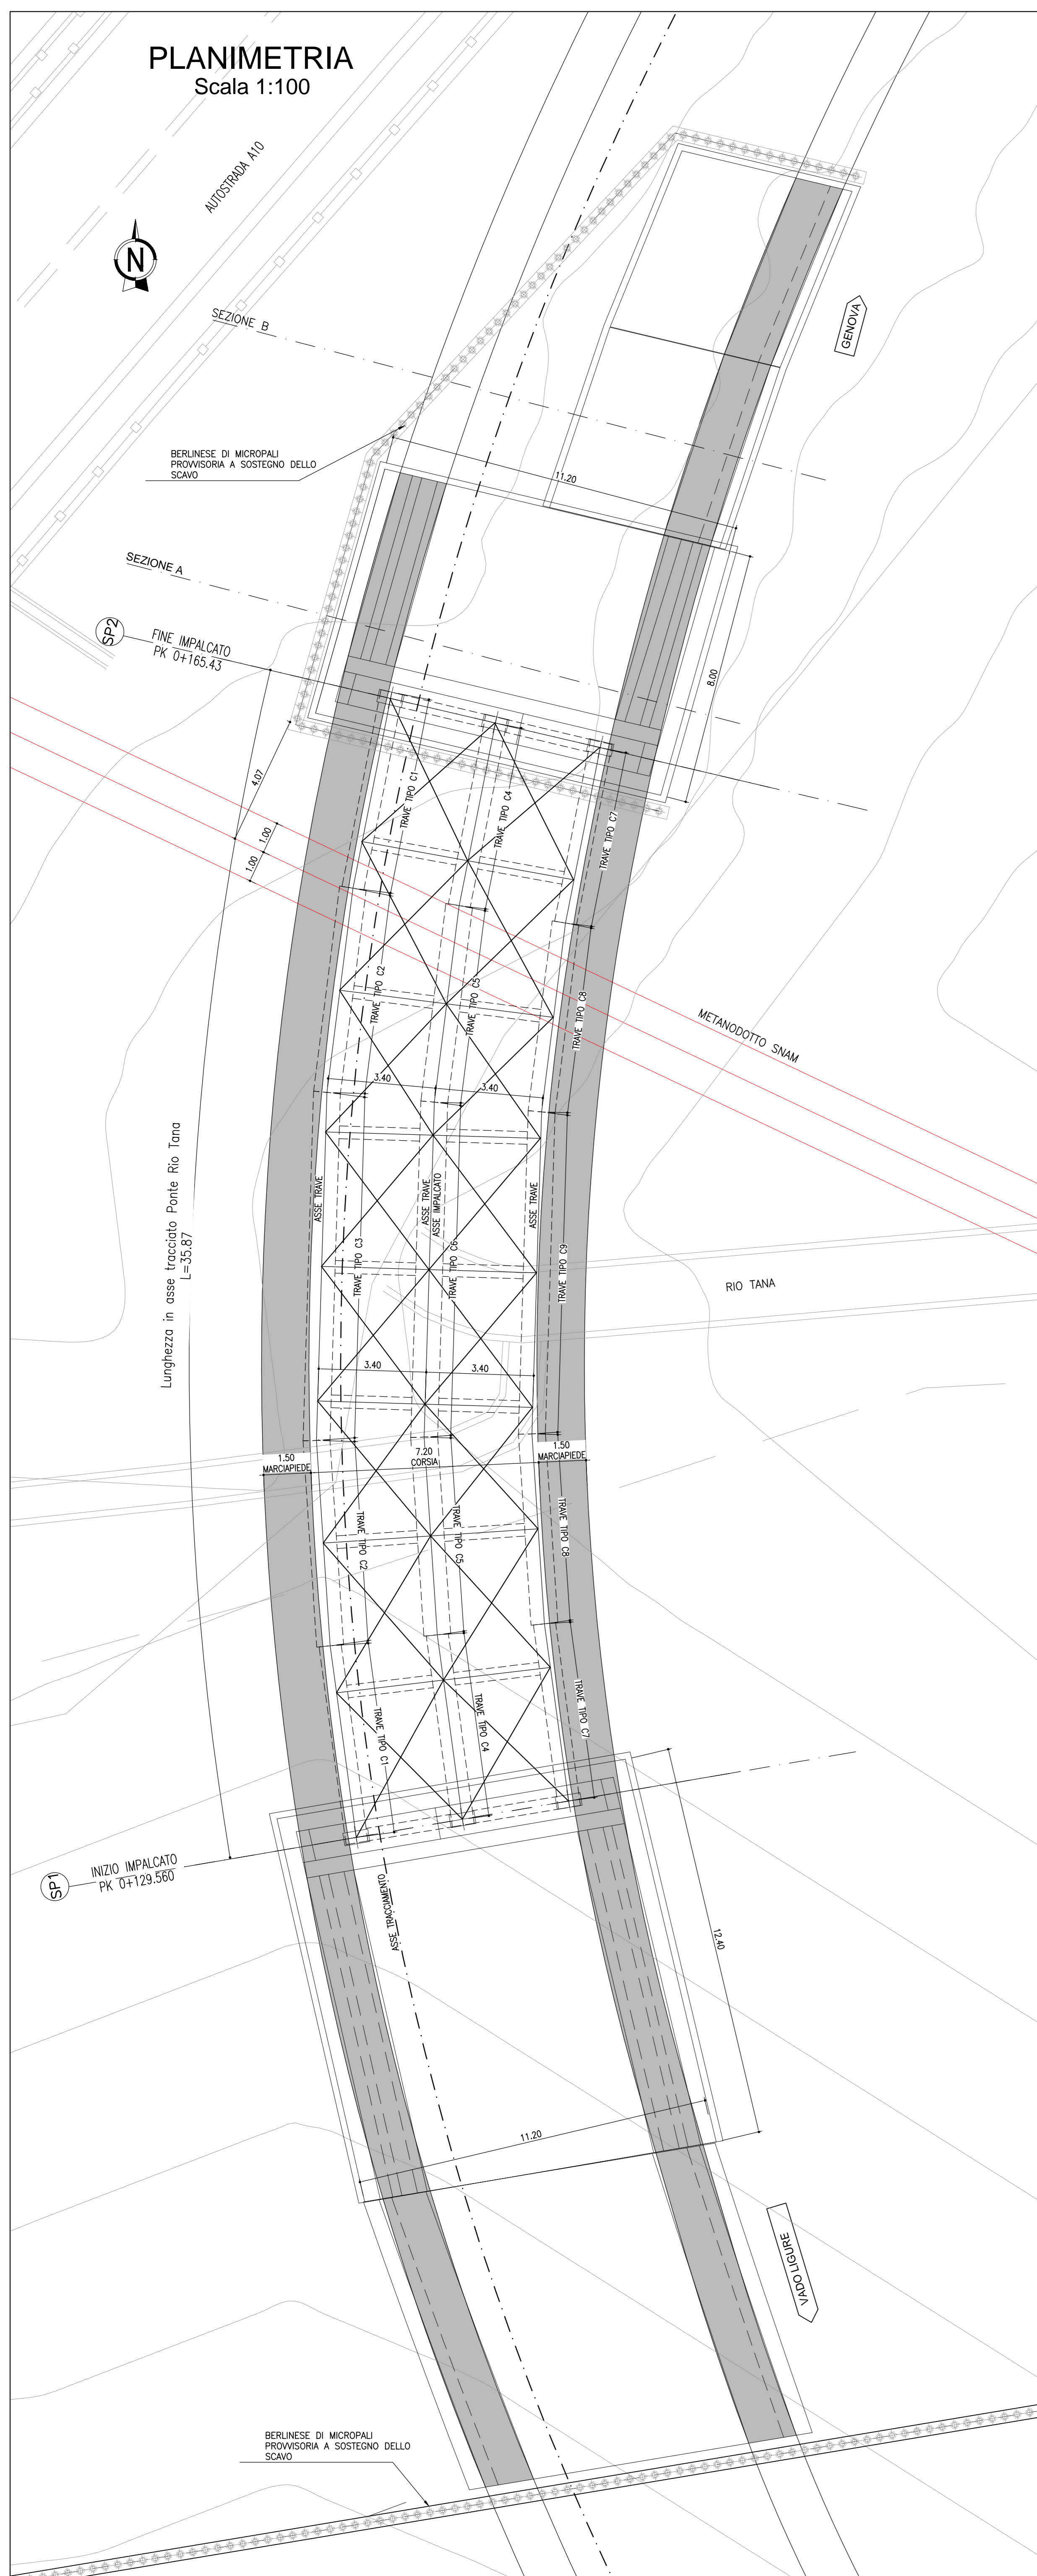 PLANIMETRIA
Scala 1:100
AUTOSTRADA A10
N
SEZIONE B
GENOVA
BERLINESE DI MICROPALI
PROVVISORIA A SOSTEGNO DELLO
SCAVO
11.20
SEZIONE A
SP2
FINE IMPALCATO
PK 0+165.43
8.00
4.07
1.00
1.00
TRAVE TIPO C1
TRAVE TIPO C4
TRAVE TIPO C7
TRAVE TIPO C2
TRAVE TIPO C5
TRAVE TIPO C8
METANODOTTO SNAM
3.40
3.40
Lunghezza in asse tracciato Ponte Rio Tana
L=35.87
ASSE TRAVE
ASSE TRAVE
ASSE IMPALCATO
ASSE TRAVE
TRAVE TIPO C3
TRAVE TIPO C6
TRAVE TIPO C9
RIO TANA
3.40
3.40
1.50
MARCIAPIEDE
7.20
CORSIA
1.50
MARCIAPIEDE
TRAVE TIPO C2
TRAVE TIPO C5
TRAVE TIPO C8
TRAVE TIPO C1
TRAVE TIPO C4
TRAVE TIPO C7
SP1
INIZIO IMPALCATO
PK 0+129.560
ASSE TRACCIAMENTO
12.40
11.20
VADO LIGURE
BERLINESE DI MICROPALI
PROVVISORIA A SOSTEGNO DELLO
SCAVO